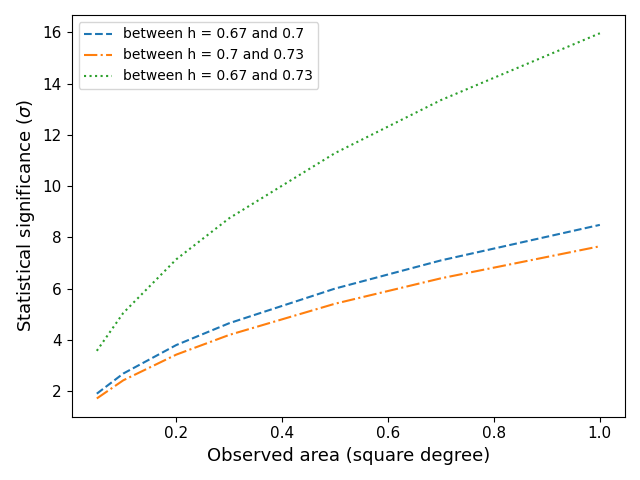 between h = 0.67 and 0.7
between h = 0.7 and 0.73
between h = 0.67 and 0.73
Statistical significance (σ)
16
14
12
10
8
6
4
2
0.2 0.4 0.6 0.8 1.0
Observed area (square degree)